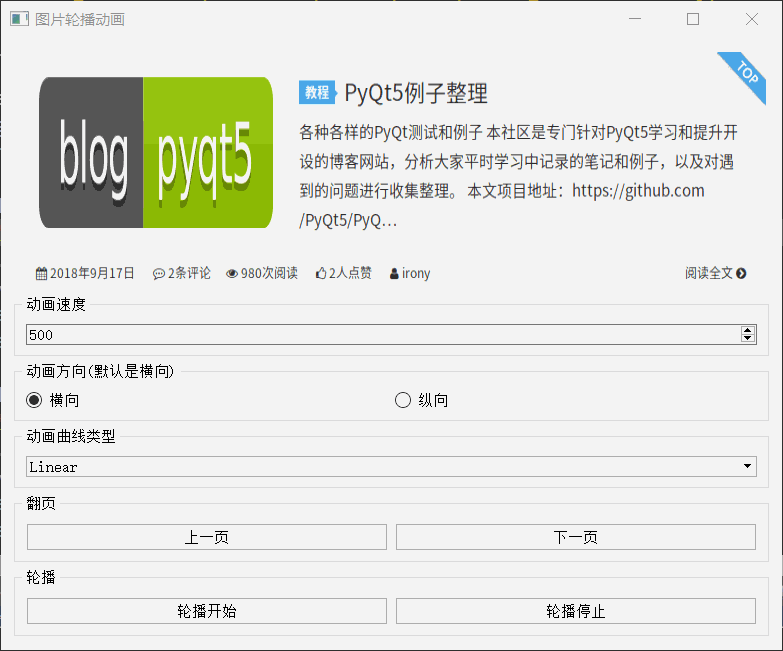 图片轮播动画
TOP
blog pyqt5
教程 PyQt5例子整理
各种各样的PyQt测试和例子 本社区是专门针对PyQt5学习和提升开
设的博客网站，分析大家平时学习中记录的笔记和例子，以及对遇
到的问题进行收集整理。 本文项目地址：https://github.com
/PyQt5/PyQ…
2018年9月17日 2条评论 980次阅读 2人点赞 irony 阅读全文
动画速度
500
动画方向(默认是横向)
横向 纵向
动画曲线类型
Linear
翻页
上一页 下一页
轮播
轮播开始 轮播停止